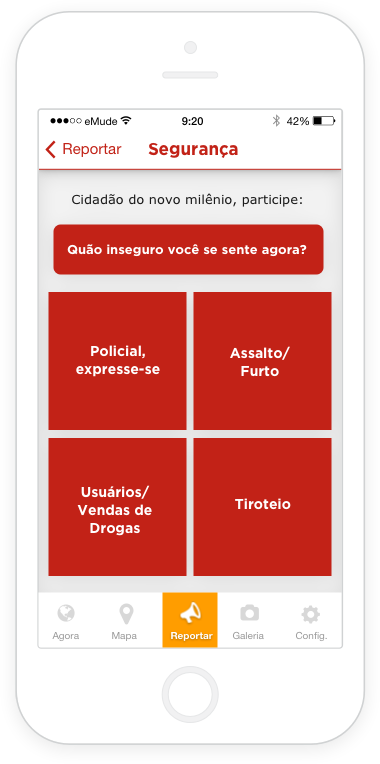 eMude 9:20 42%
Reportar Segurança
Cidadão do novo milênio, participe:
Quão inseguro você se sente agora?
Policial,
expresse-se
Assalto/
Furto
Usuários/
Vendas de
Drogas
Tiroteio
Agora Mapa Reportar Galeria Config.